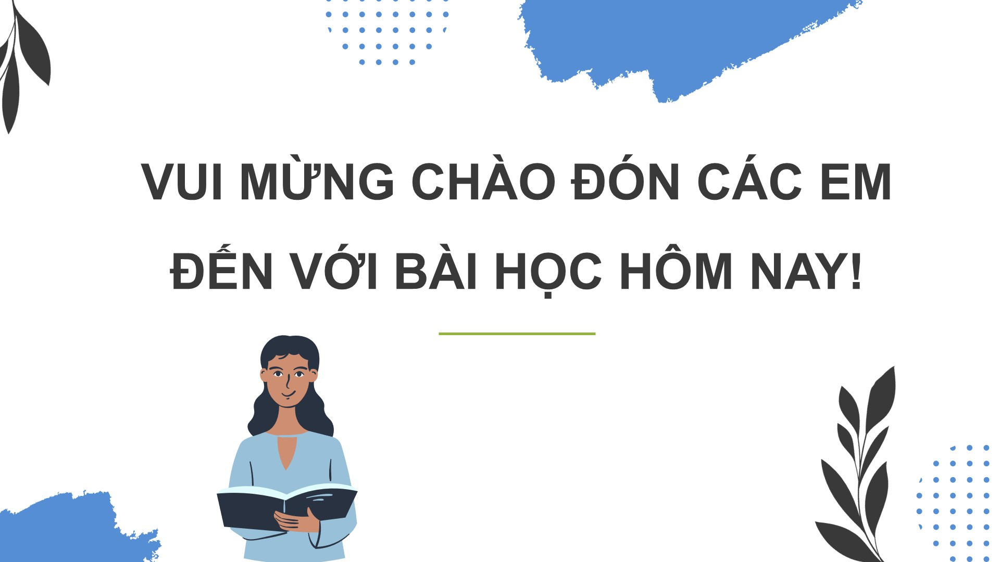 VUI MỪNG CHÀO ĐÓN CÁC EM
ĐẾN VỚI BÀI HỌC HÔM NAY!